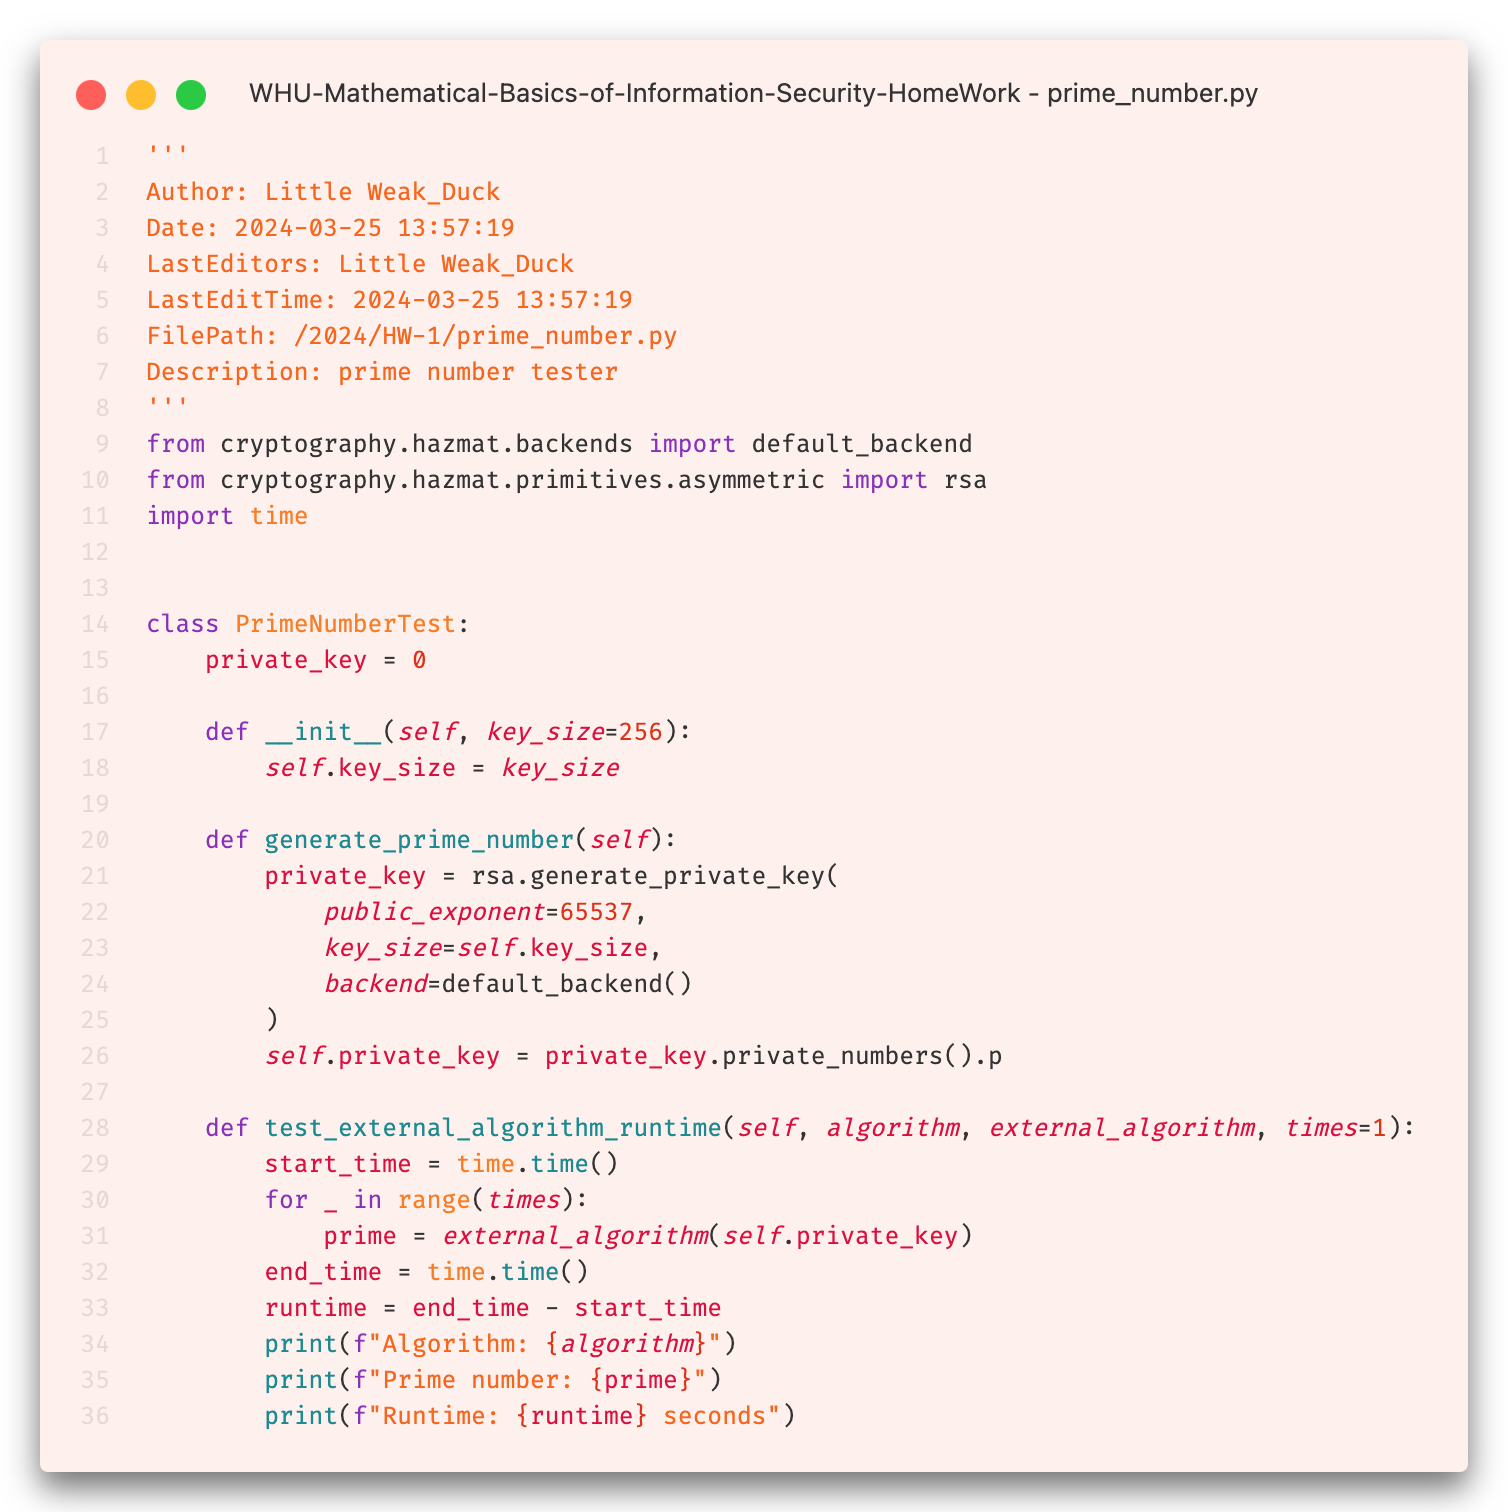 WHU-Mathematical-Basics-of-Information-Security-HomeWork - prime_number.py
1 '''
2 Author: Little Weak_Duck
3 Date: 2024-03-25 13:57:19
4 LastEditors: Little Weak_Duck
5 LastEditTime: 2024-03-25 13:57:19
6 FilePath: /2024/HW-1/prime_number.py
7 Description: prime number tester
8 '''
9 from cryptography.hazmat.backends import default_backend
10 from cryptography.hazmat.primitives.asymmetric import rsa
11 import time
12
13
14 class PrimeNumberTest:
15     private_key = 0
16
17     def __init__(self, key_size=256):
18         self.key_size = key_size
19
20     def generate_prime_number(self):
21         private_key = rsa.generate_private_key(
22             public_exponent=65537,
23             key_size=self.key_size,
24             backend=default_backend()
25         )
26         self.private_key = private_key.private_numbers().p
27
28     def test_external_algorithm_runtime(self, algorithm, external_algorithm, times=1):
29         start_time = time.time()
30         for _ in range(times):
31             prime = external_algorithm(self.private_key)
32         end_time = time.time()
33         runtime = end_time - start_time
34         print(f"Algorithm: {algorithm}")
35         print(f"Prime number: {prime}")
36         print(f"Runtime: {runtime} seconds")